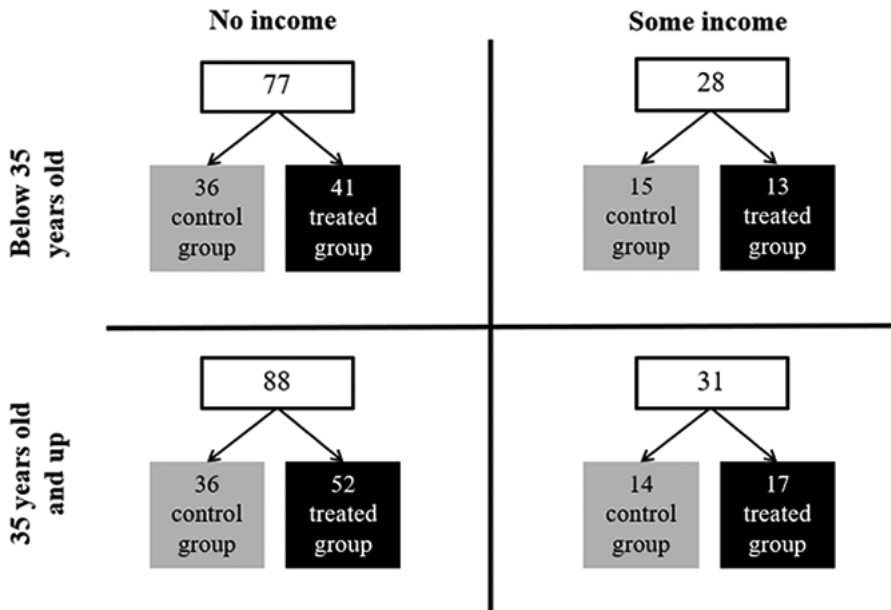 No income
Some income
Below 35
years old
77
36
control
group
41
treated
group
28
15
control
group
13
treated
group
35 years old
and up
88
36
control
group
52
treated
group
31
14
control
group
17
treated
group